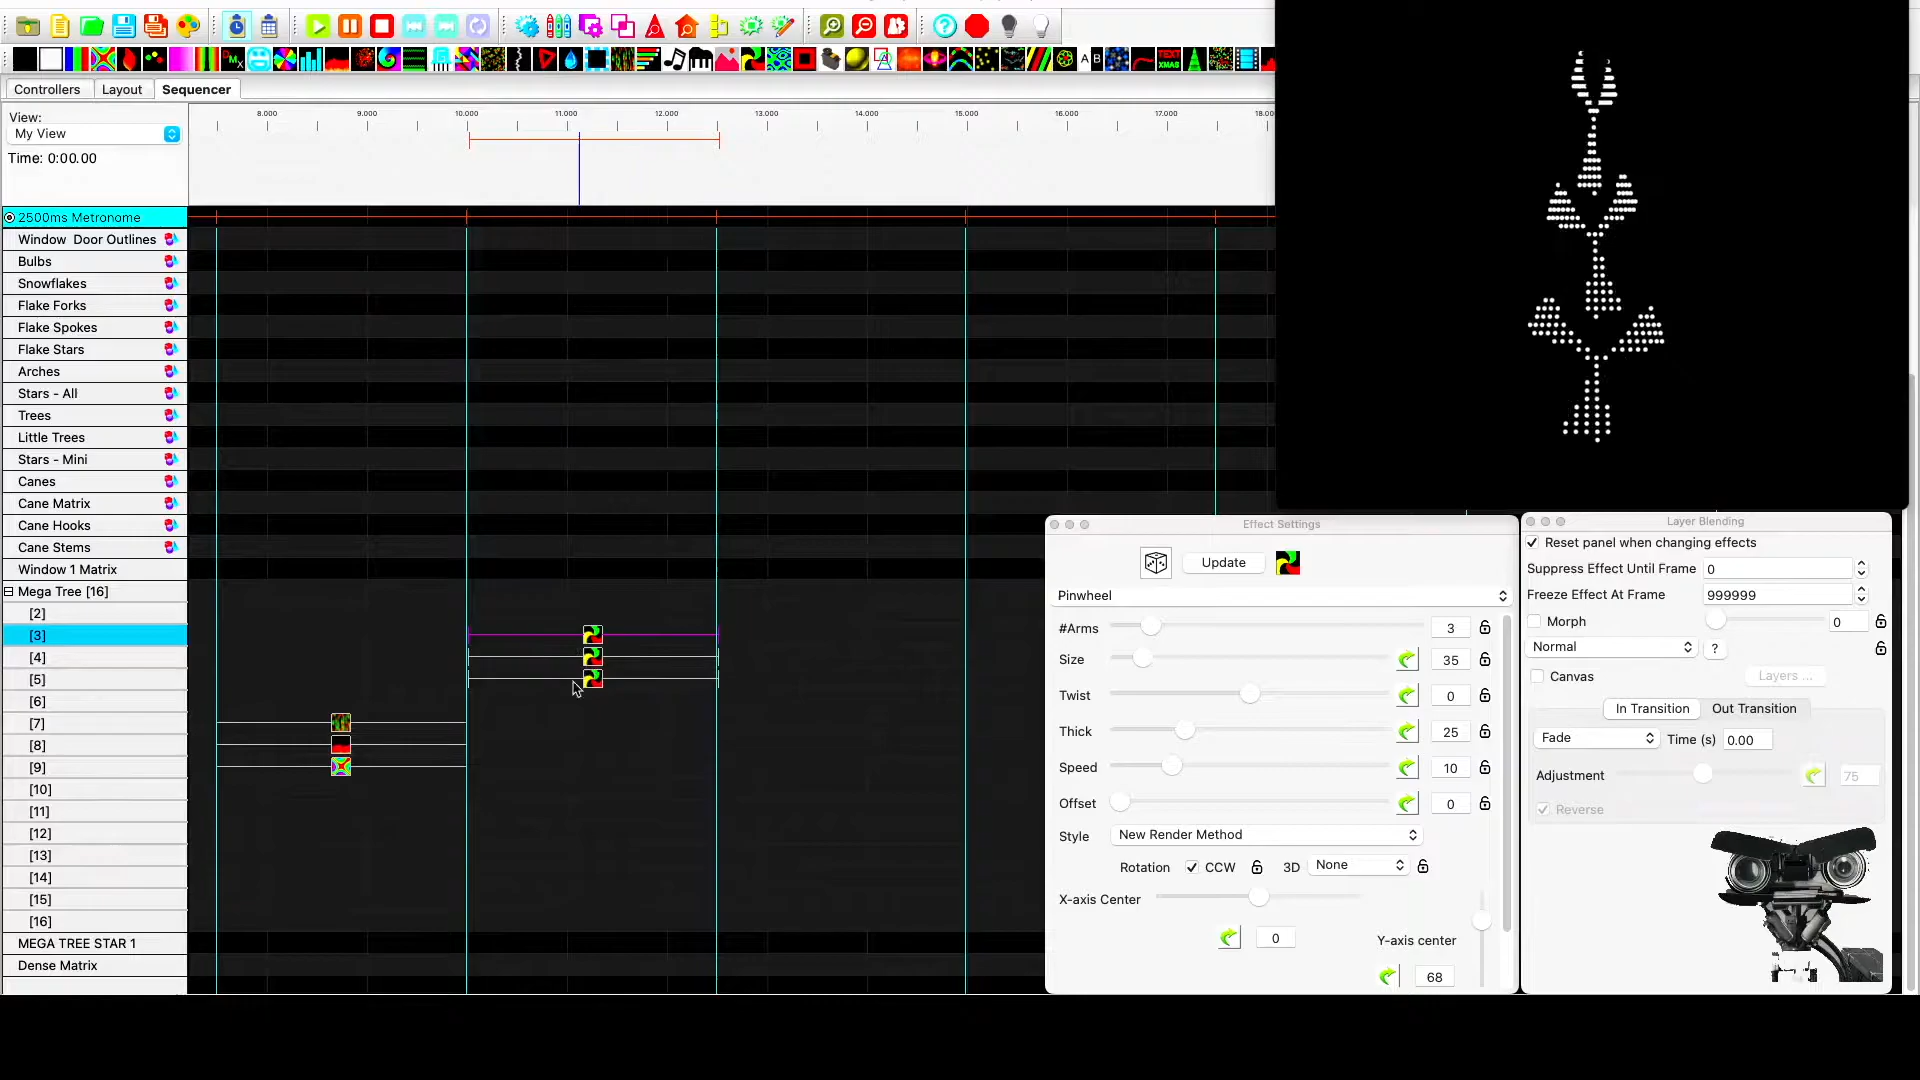 Controllers Layout Sequencer
View:
My View
Time: 0:00.00
8.000 9.000 10.000 11.000 12.000 13.000 14.000 15.000 16.000 17.000 18.00
2500ms Metronome
Window Door Outlines
Bulbs
Snowflakes
Flake Forks
Flake Spokes
Flake Stars
Arches
Stars - All
Trees
Little Trees
Stars - Mini
Canes
Cane Matrix
Cane Hooks
Cane Stems
Window 1 Matrix
Mega Tree [16]
[2]
[3]
[4]
[5]
[6]
[7]
[8]
[9]
[10]
[11]
[12]
[13]
[14]
[15]
[16]
MEGA TREE STAR 1
Dense Matrix
Effect Settings
Update
Pinwheel
#Arms 3
Size 35
Twist 0
Thick 25
Speed 10
Offset 0
Style New Render Method
Rotation CCW 3D None
X-axis Center
0
Y-axis center
68
Layer Blending
Reset panel when changing effects
Suppress Effect Until Frame 0
Freeze Effect At Frame 999999
Morph 0
Normal ?
Canvas Layers ...
In Transition Out Transition
Fade Time (s) 0.00
Adjustment 75
Reverse